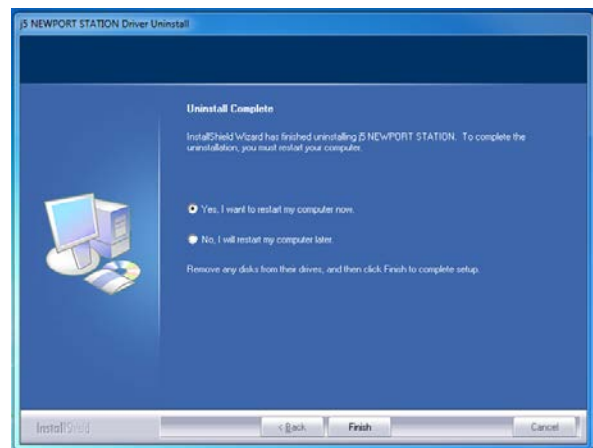 j5 NEWPORT STATION Driver Uninstall
Uninstall Complete
InstallShield Wizard has finished uninstalling j5 NEWPORT STATION. To complete the
uninstallation, you must restart your computer.
Yes, I want to restart my computer now.
No, I will restart my computer later.
Remove any disks from their drives, and then click Finish to complete setup.
InstallShield
< Back
Finish
Cancel